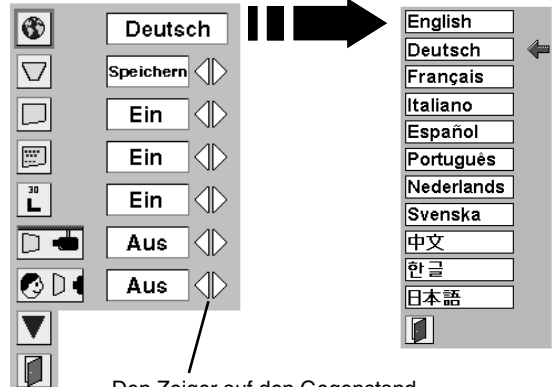 Deutsch
Speichern
Ein
Ein
30
L
Ein
Aus
Aus
English
Deutsch
Français
Italiano
Español
Português
Nederlands
Svenska
中文
한글
日本語
Den Zeiger auf den Gegenstand